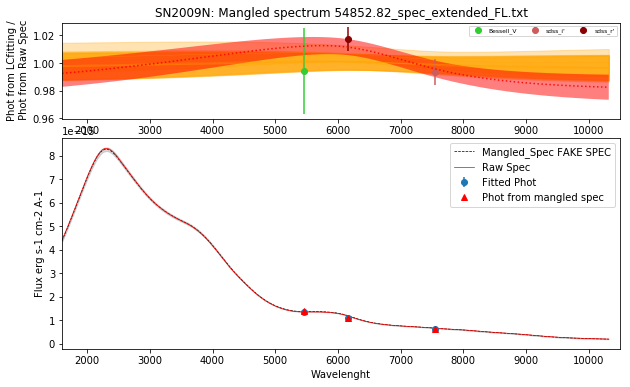 SN2009N: Mangled spectrum 54852.82_spec_extended_FL.txt
Phot from LCfitting /
Phot from Raw Spec
1.02
1.00
0.98
0.96
Bessell_V
sdss_i'
sdss_r'
2000 3000 4000 5000 6000 7000 8000 9000 10000
1e−15
Flux erg s-1 cm-2 A-1
8
7
6
5
4
3
2
1
0
Mangled_Spec FAKE SPEC
Raw Spec
Fitted Phot
Phot from mangled spec
2000 3000 4000 5000 6000 7000 8000 9000 10000
Wavelenght